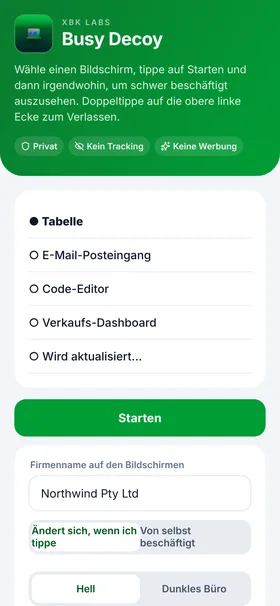 XBK LABS
Busy Decoy
Wähle einen Bildschirm, tippe auf Starten und
dann irgendwohin, um schwer beschäftigt
auszusehen. Doppeltippe auf die obere linke
Ecke zum Verlassen.
Privat
Kein Tracking
Keine Werbung
Tabelle
E-Mail-Posteingang
Code-Editor
Verkaufs-Dashboard
Wird aktualisiert…
Starten
Firmenname auf den Bildschirmen
Northwind Pty Ltd
Ändert sich, wenn ich
tippe
Von selbst
beschäftigt
Hell
Dunkles Büro